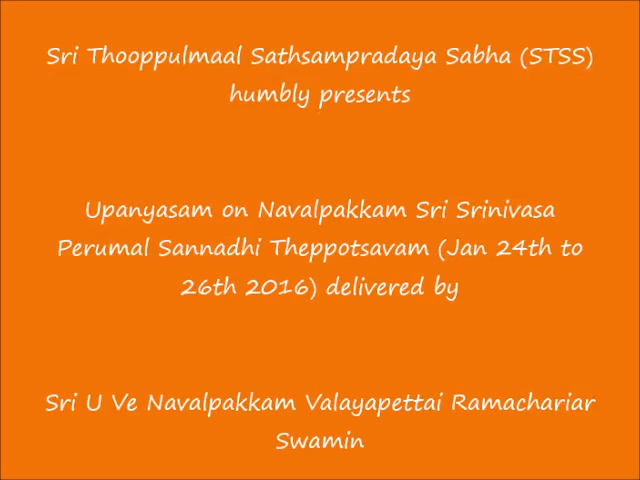 Sri Thooppulmaal Sathsampradaya Sabha (STSS)
humbly presents
Upanyasam on Navalpakkam Sri Srinivasa
Perumal Sannadhi Theppotsavam (Jan 24th to
26th 2016) delivered by
Sri U Ve Navalpakkam Valayapettai Ramachariar
Swamin